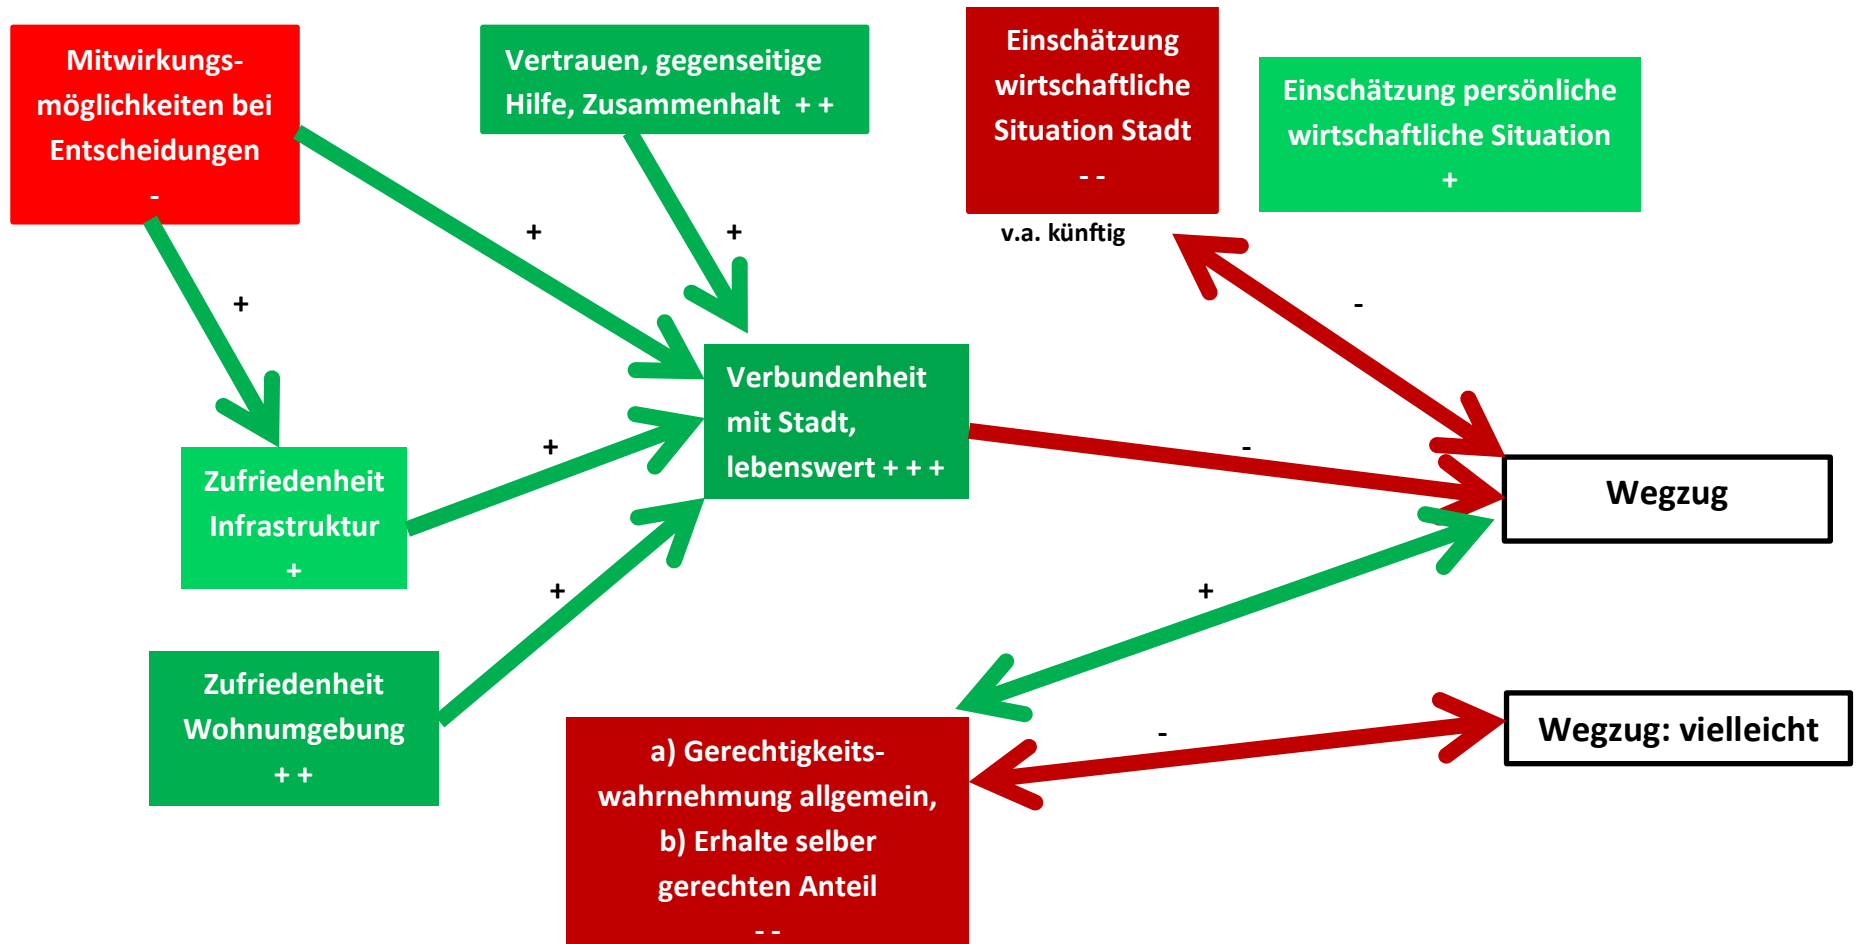 Mitwirkungs-
möglichkeiten bei
Entscheidungen
-
Vertrauen, gegenseitige
Hilfe, Zusammenhalt + +
Einschätzung
wirtschaftliche
Situation Stadt
- -
v.a. künftig
Einschätzung persönliche
wirtschaftliche Situation
+
+
+
+
-
Verbundenheit
mit Stadt,
lebenswert + + +
+
-
Zufriedenheit
Infrastruktur
+
Wegzug
+
+
Zufriedenheit
Wohnumgebung
+ +
a) Gerechtigkeits-
wahrnehmung allgemein,
b) Erhalte selber
gerechten Anteil
- -
-
Wegzug: vielleicht